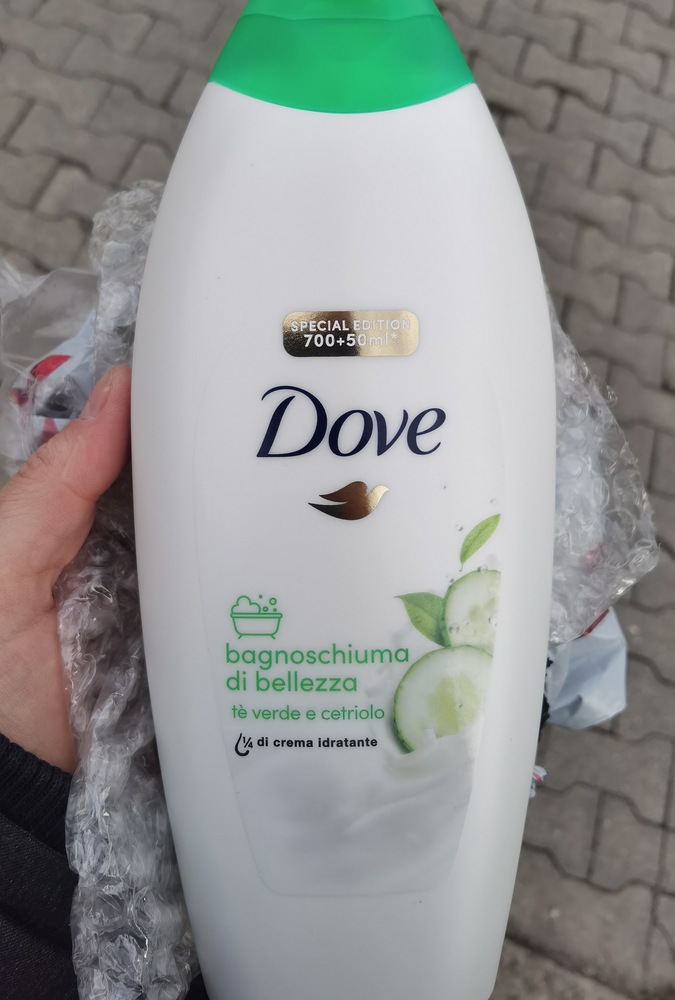 SPECIAL EDITION
700+50ml*
Dove
bagnoschiuma
di bellezza
tè verde e cetriolo
¼ di crema idratante